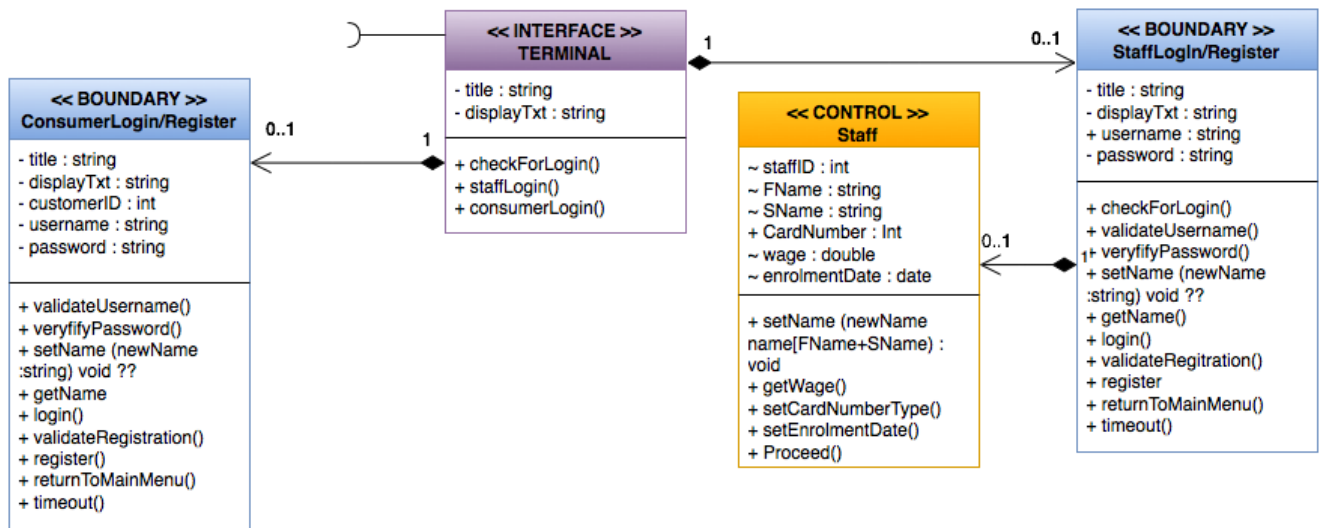 << BOUNDARY >>
ConsumerLogin/Register
- title : string
- displayTxt : string
- customerID : int
- username : string
- password : string
+ validateUsername()
+ veryfifyPassword()
+ setName (newName
:string) void ??
+ getName
+ login()
+ validateRegistration()
+ register()
+ returnToMainMenu()
+ timeout()
0..1
1
<< INTERFACE >>
TERMINAL
- title : string
- displayTxt : string
+ checkForLogin()
+ staffLogin()
+ consumerLogin()
1
0..1
<< CONTROL >>
Staff
~ staffID : int
~ FName : string
~ SName : string
+ CardNumber : Int
~ wage : double
~ enrolmentDate : date
+ setName (newName
name[FName+SName) :
void
+ getWage()
+ setCardNumberType()
+ setEnrolmentDate()
+ Proceed()
0..1
1
<< BOUNDARY >>
StaffLogIn/Register
- title : string
- displayTxt : string
+ username : string
- password : string
+ checkForLogin()
+ validateUsername()
+ veryfifyPassword()
+ setName (newName
:string) void ??
+ getName()
+ login()
+ validateRegitration()
+ register
+ returnToMainMenu()
+ timeout()